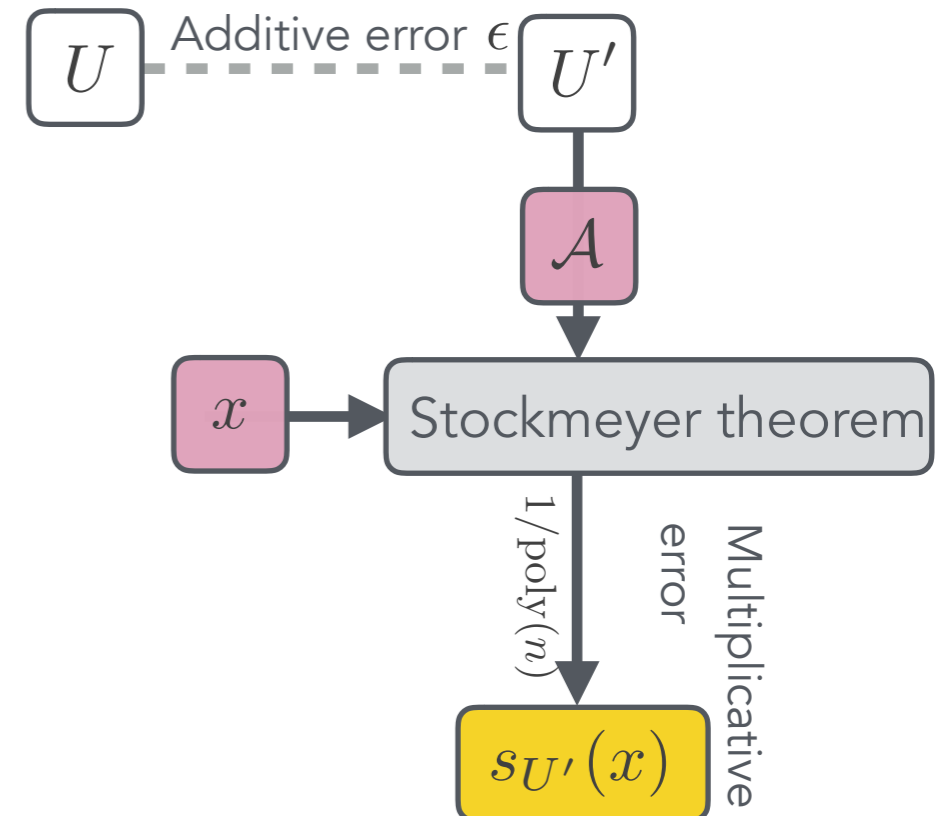 U
Additive error ϵ
U′
𝒜
x
Stockmeyer theorem
1/poly(n)
Multiplicative
error
s_{U′}(x)